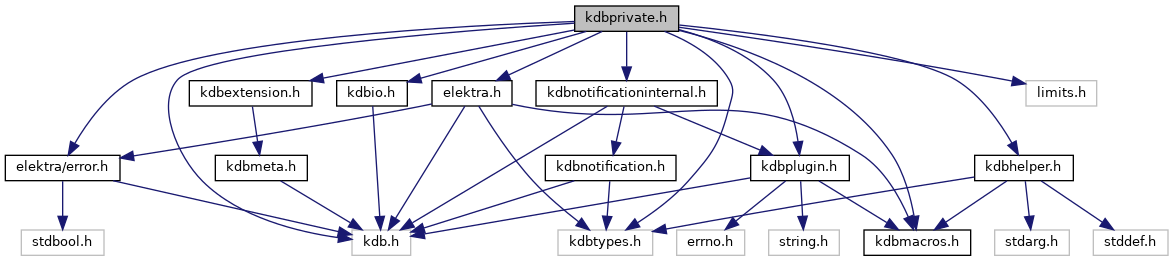 kdbprivate.h
kdbextension.h
kdbio.h
elektra.h
kdbnotificationinternal.h
limits.h
elektra/error.h
kdbmeta.h
kdbnotification.h
kdbplugin.h
kdbhelper.h
stdbool.h
kdb.h
kdbtypes.h
errno.h
string.h
kdbmacros.h
stdarg.h
stddef.h